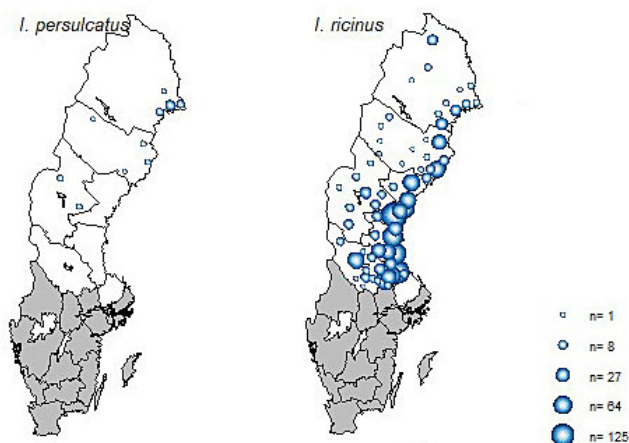 I. persulcatus
I. ricinus
n= 1
n= 8
n= 27
n= 64
n= 125